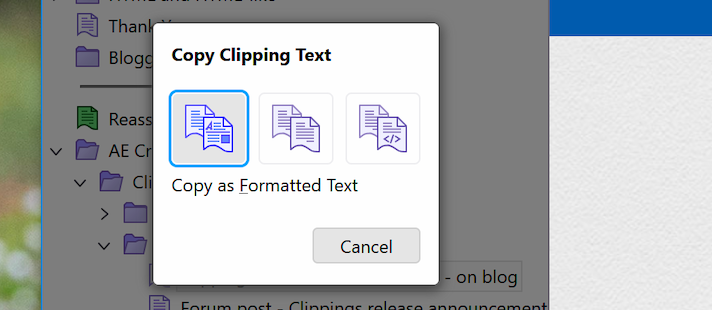 Thank
Blogg
Copy Clipping Text
Reass
AE Cr
Cli
Copy as Formatted Text
Cancel
- on blog
Forum post - Clippings release announcement